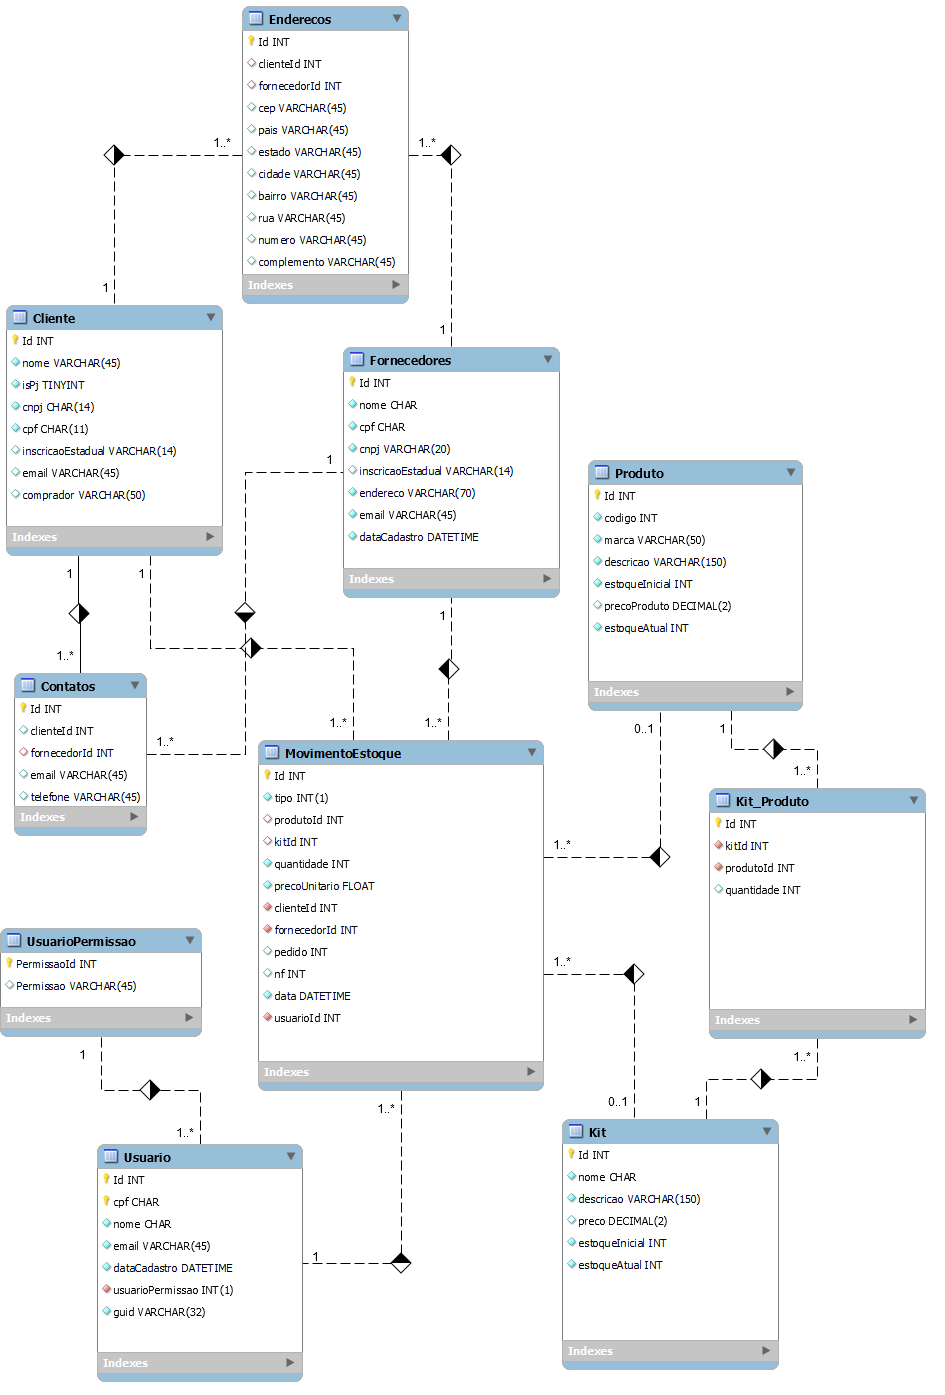 Enderecos
Id INT
clienteId INT
fornecedorId INT
cep VARCHAR(45)
pais VARCHAR(45)
estado VARCHAR(45)
cidade VARCHAR(45)
bairro VARCHAR(45)
rua VARCHAR(45)
numero VARCHAR(45)
complemento VARCHAR(45)
Indexes
1..*
1..*
1
1
Cliente
Id INT
nome VARCHAR(45)
isPj TINYINT
cnpj CHAR(14)
cpf CHAR(11)
inscricaoEstadual VARCHAR(14)
email VARCHAR(45)
comprador VARCHAR(50)
Indexes
Fornecedores
Id INT
nome CHAR
cpf CHAR
cnpj VARCHAR(20)
inscricaoEstadual VARCHAR(14)
endereco VARCHAR(70)
email VARCHAR(45)
dataCadastro DATETIME
Indexes
1
Produto
Id INT
codigo INT
marca VARCHAR(50)
descricao VARCHAR(150)
estoqueInicial INT
precoProduto DECIMAL(2)
estoqueAtual INT
Indexes
1
1
1
1..*
Contatos
Id INT
clienteId INT
fornecedorId INT
email VARCHAR(45)
telefone VARCHAR(45)
Indexes
1..*
1..*
1..*
0..1
1
1..*
MovimentoEstoque
Id INT
tipo INT(1)
produtoId INT
kitId INT
quantidade INT
precoUnitario FLOAT
clienteId INT
fornecedorId INT
pedido INT
nf INT
data DATETIME
usuarioId INT
Indexes
1..*
1..*
Kit_Produto
Id INT
kitId INT
produtoId INT
quantidade INT
Indexes
UsuarioPermissao
PermissaoId INT
Permissao VARCHAR(45)
Indexes
1
1..*
1..*
0..1
1
1..*
Usuario
Id INT
cpf CHAR
nome CHAR
email VARCHAR(45)
dataCadastro DATETIME
usuarioPermissao INT(1)
guid VARCHAR(32)
Indexes
1
Kit
Id INT
nome CHAR
descricao VARCHAR(150)
preco DECIMAL(2)
estoqueInicial INT
estoqueAtual INT
Indexes